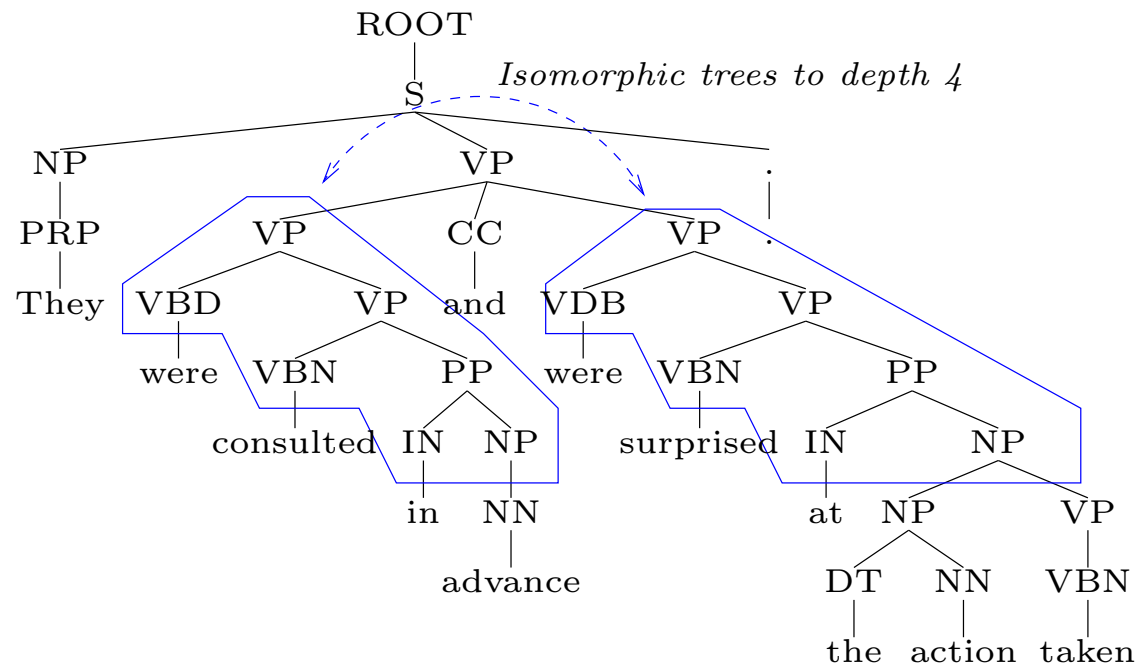 ROOT
Isomorphic trees to depth 4
S
NP VP .
PRP VP CC VP .
They VBD VP and VDB VP
were VBN PP were VBN PP
consulted IN NP surprised IN NP
in NN at NP VP
advance DT NN VBN
the action taken